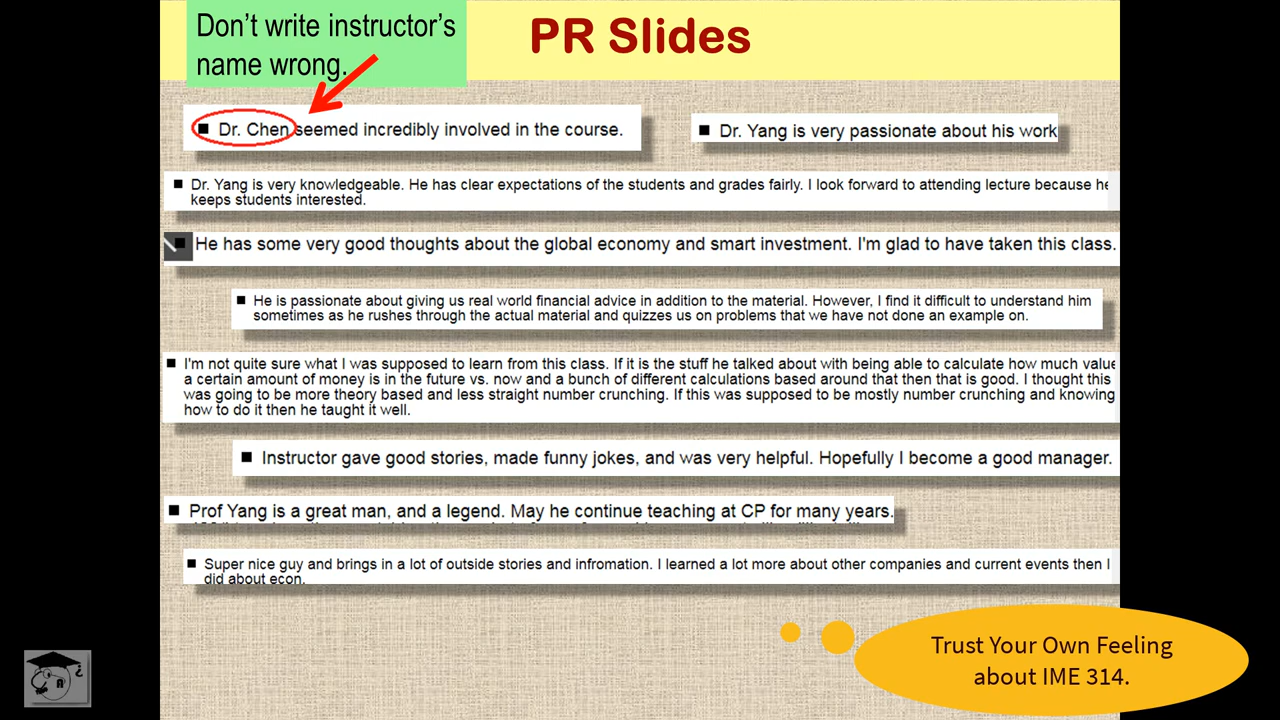 Don't write instructor's
name wrong.
PR Slides
Dr. Chen seemed incredibly involved in the course.
Dr. Yang is very passionate about his work
Dr. Yang is very knowledgeable. He has clear expectations of the students and grades fairly. I look forward to attending lecture because he
keeps students interested.
He has some very good thoughts about the global economy and smart investment. I'm glad to have taken this class.
He is passionate about giving us real world financial advice in addition to the material. However, I find it difficult to understand him
sometimes as he rushes through the actual material and quizzes us on problems that we have not done an example on.
I'm not quite sure what I was supposed to learn from this class. If it is the stuff he talked about with being able to calculate how much value
a certain amount of money is in the future vs. now and a bunch of different calculations based around that then that is good. I thought this
was going to be more theory based and less straight number crunching. If this was supposed to be mostly number crunching and knowing
how to do it then he taught it well.
Instructor gave good stories, made funny jokes, and was very helpful. Hopefully I become a good manager.
Prof Yang is a great man, and a legend. May he continue teaching at CP for many years.
Super nice guy and brings in a lot of outside stories and infromation. I learned a lot more about other companies and current events then I
did about econ.
Trust Your Own Feeling
about IME 314.